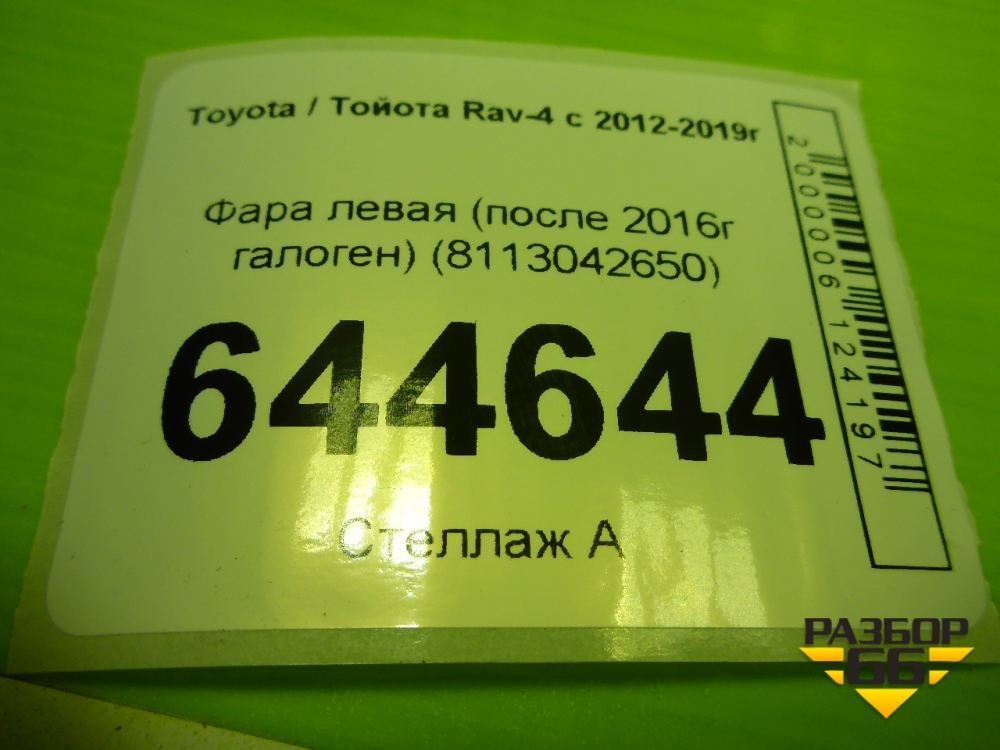 Toyota / Тойота Rav-4 с 2012-2019г
Фара левая (после 2016г
галоген) (8113042650)
644644
Стеллаж А
2000006124197
РАЗБОР
66